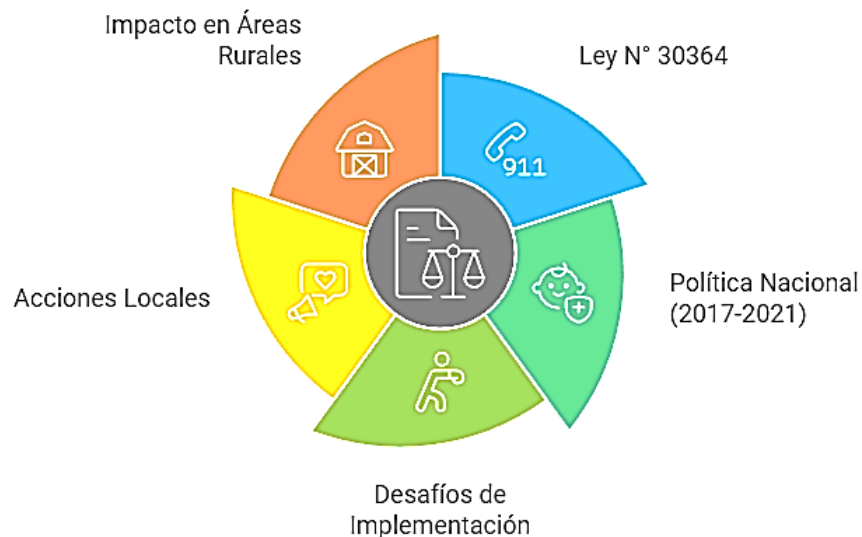 Impacto en Áreas
Rurales
Ley N° 30364
911
Política Nacional
(2017-2021)
Acciones Locales
Desafíos de
Implementación